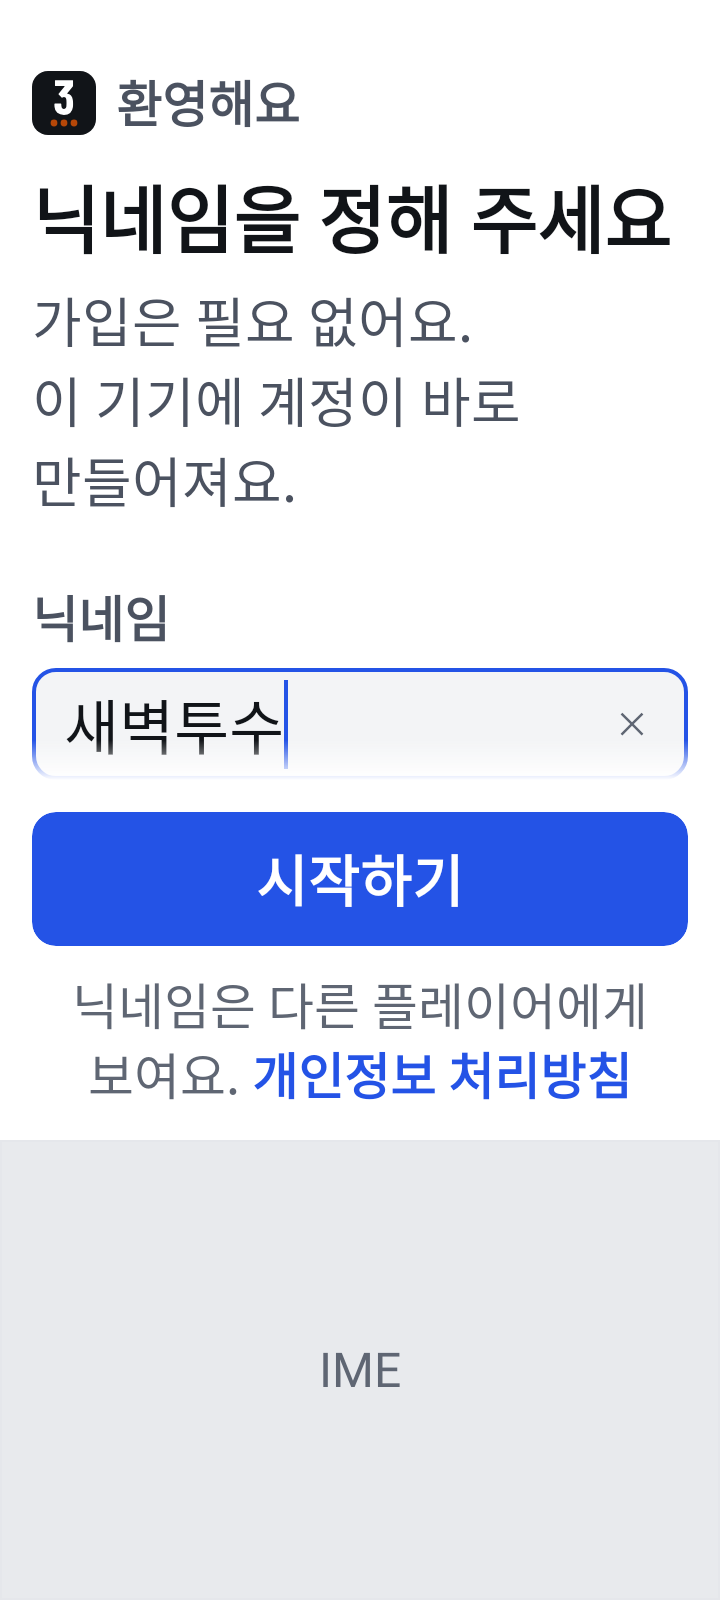 3
환영해요
닉네임을 정해 주세요
가입은 필요 없어요.
이 기기에 계정이 바로
만들어져요.
닉네임
새벽투수
시작하기
닉네임은 다른 플레이어에게
보여요. 개인정보 처리방침
IME